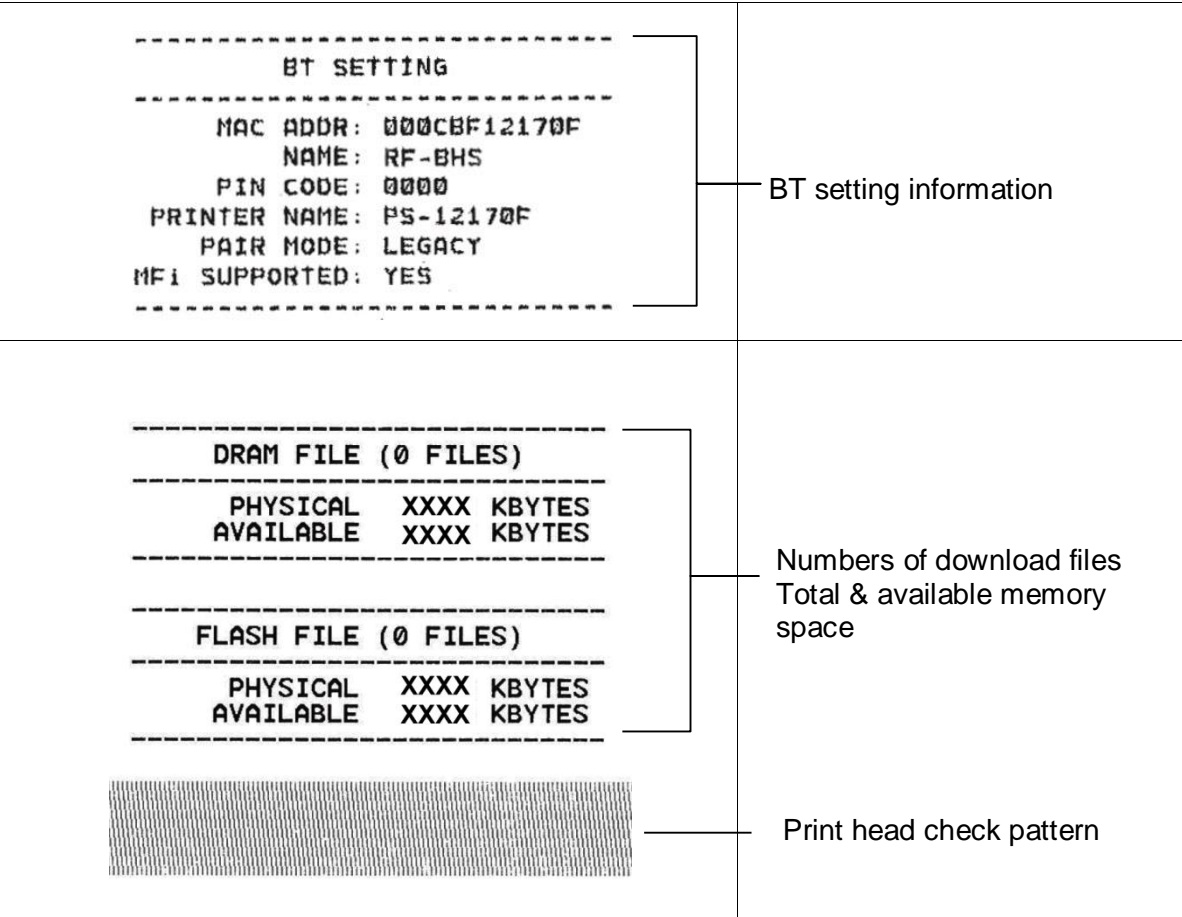 BT SETTING
MAC ADDR: 000CBF12170F
NAME: RF-BHS
PIN CODE: 0000
PRINTER NAME: PS-12170F
PAIR MODE: LEGACY
MFi SUPPORTED: YES
BT setting information
DRAM FILE (0 FILES)
PHYSICAL XXXX KBYTES
AVAILABLE XXXX KBYTES
FLASH FILE (0 FILES)
PHYSICAL XXXX KBYTES
AVAILABLE XXXX KBYTES
Numbers of download files
Total & available memory
space
Print head check pattern